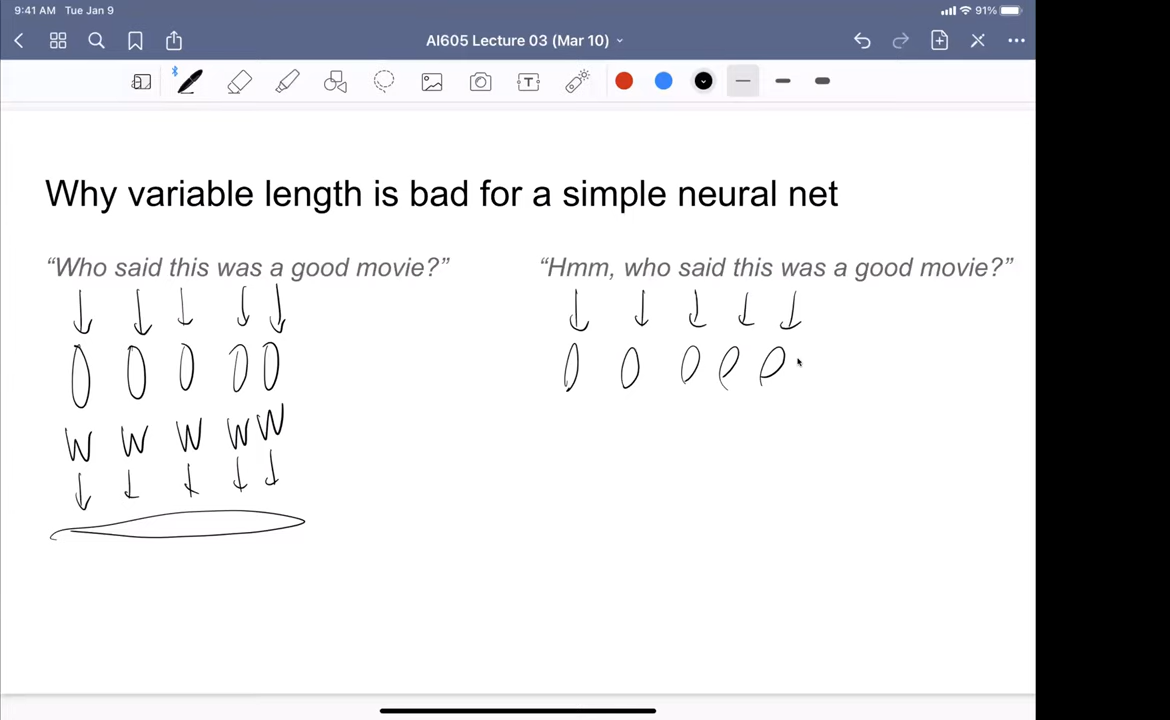 9:41 AM Tue Jan 9
91%
AI605 Lecture 03 (Mar 10)
T
Why variable length is bad for a simple neural net
“Who said this was a good movie?”
“Hmm, who said this was a good movie?”
W W W W W